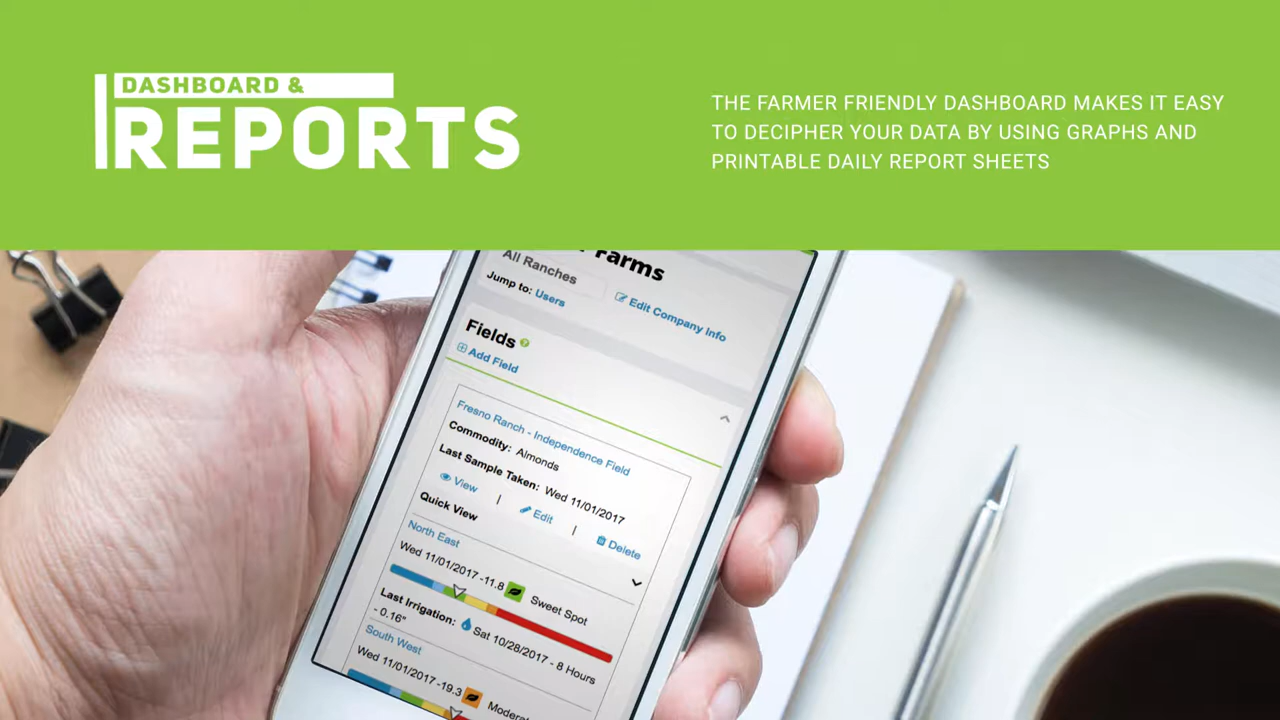 DASHBOARD &
REPORTS
THE FARMER FRIENDLY DASHBOARD MAKES IT EASY
TO DECIPHER YOUR DATA BY USING GRAPHS AND
PRINTABLE DAILY REPORT SHEETS
Farms
All Ranches
Jump to: Users
Edit Company Info
Fields
Add Field
Fresno Ranch - Independence Field
Commodity: Almonds
Last Sample Taken: Wed 11/01/2017
View | Edit | Delete
Quick View
North East
Wed 11/01/2017 -11.8 Sweet Spot
Last Irrigation: Sat 10/28/2017 - 8 Hours
- 0.16"
South West
Wed 11/01/2017 -19.3